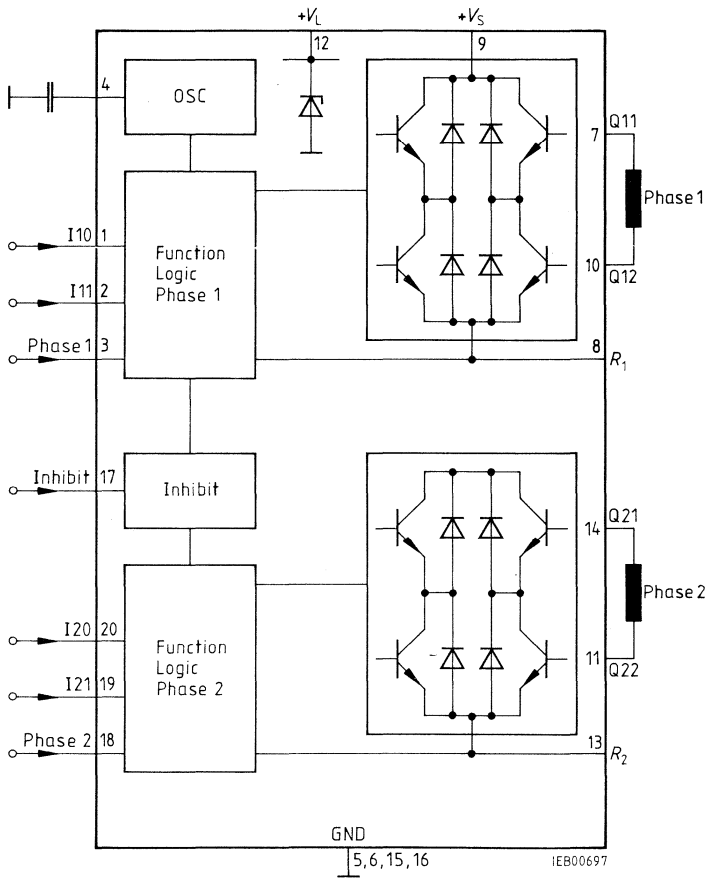 +VL
+VS
12
9
4
OSC
7
Q11
Phase 1
10
Q12
I10
1
Function
Logic
Phase 1
I11
2
Phase 1
3
8
R1
Inhibit
17
Inhibit
14
Q21
Phase 2
11
Q22
I20
20
Function
Logic
Phase 2
I21
19
Phase 2
18
13
R2
GND
5,6,15,16
IEB00697